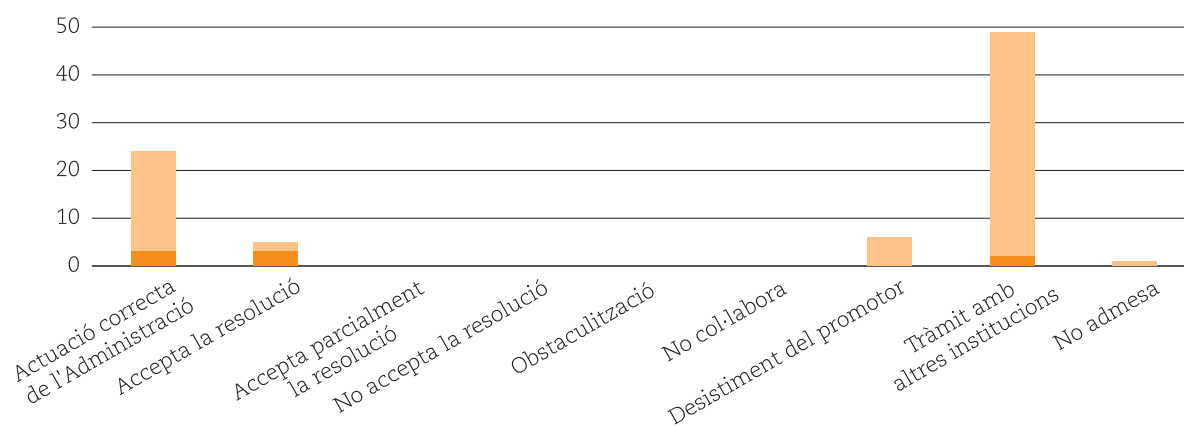 50
40
30
20
10
0
Actuació correcta
de l'Administració
Accepta la resolució
Accepta parcialment
la resolució
No accepta la resolució
Obstaculització
No col·labora
Desistiment del promotor
Tràmit amb
altres institucions
No admesa